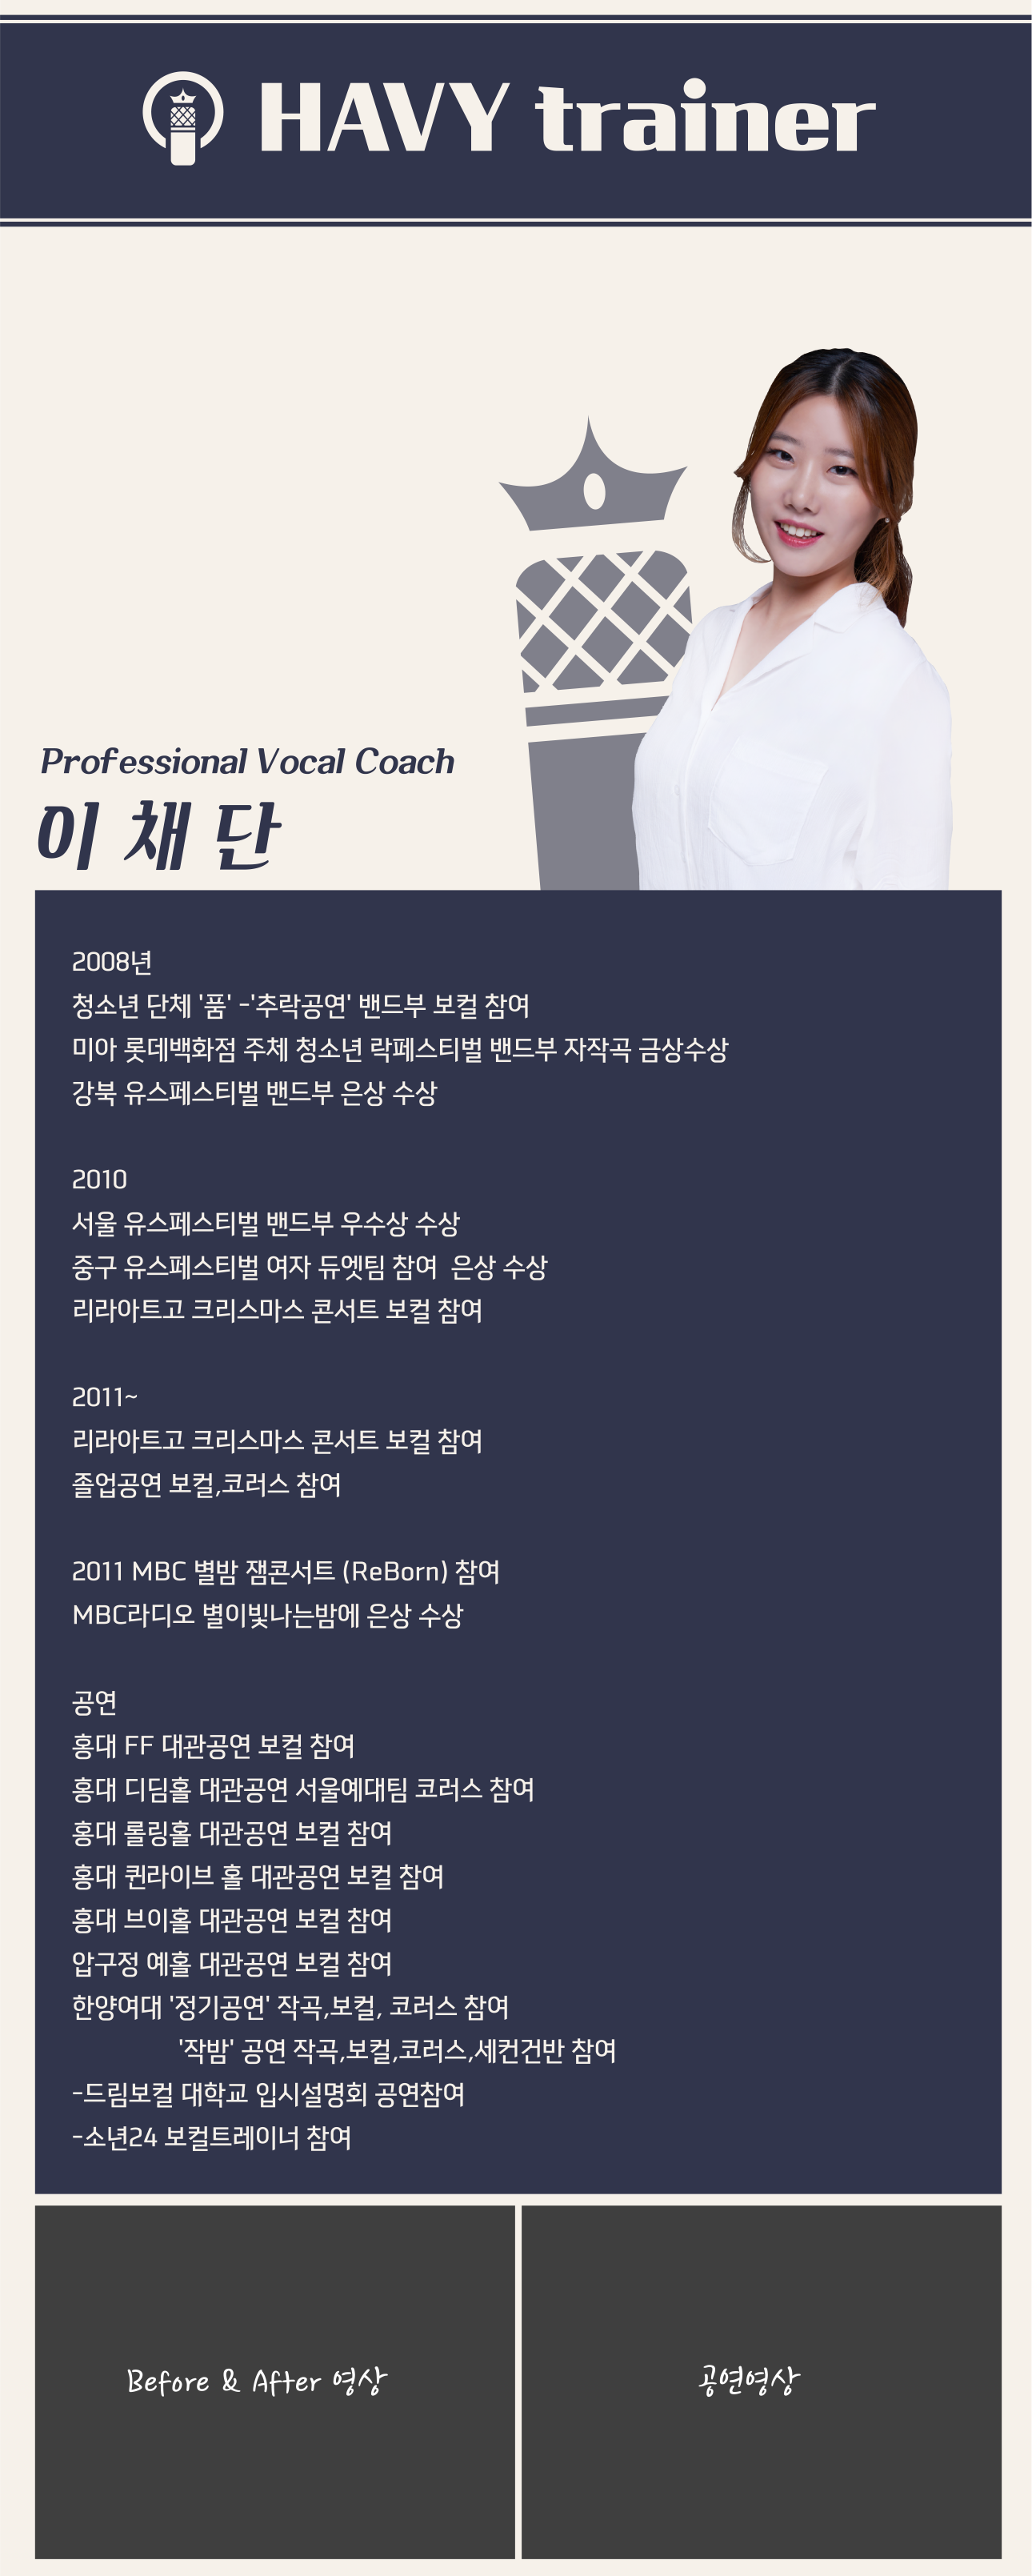 HAVY trainer
Professional Vocal Coach
이 채 단
2008년
청소년 단체 '품' -'추락공연' 밴드부 보컬 참여
미아 롯데백화점 주체 청소년 락페스티벌 밴드부 자작곡 금상수상
강북 유스페스티벌 밴드부 은상 수상
2010
서울 유스페스티벌 밴드부 우수상 수상
중구 유스페스티벌 여자 듀엣팀 참여  은상 수상
리라아트고 크리스마스 콘서트 보컬 참여
2011~
리라아트고 크리스마스 콘서트 보컬 참여
졸업공연 보컬,코러스 참여
2011 MBC 별밤 잼콘서트 (ReBorn) 참여
MBC라디오 별이빛나는밤에 은상 수상
공연
홍대 FF 대관공연 보컬 참여
홍대 디딤홀 대관공연 서울예대팀 코러스 참여
홍대 롤링홀 대관공연 보컬 참여
홍대 퀸라이브 홀 대관공연 보컬 참여
홍대 브이홀 대관공연 보컬 참여
압구정 예홀 대관공연 보컬 참여
한양여대 '정기공연' 작곡,보컬, 코러스 참여
'작밤' 공연 작곡,보컬,코러스,세컨건반 참여
-드림보컬 대학교 입시설명회 공연참여
-소년24 보컬트레이너 참여
Before & After 영상
공연영상